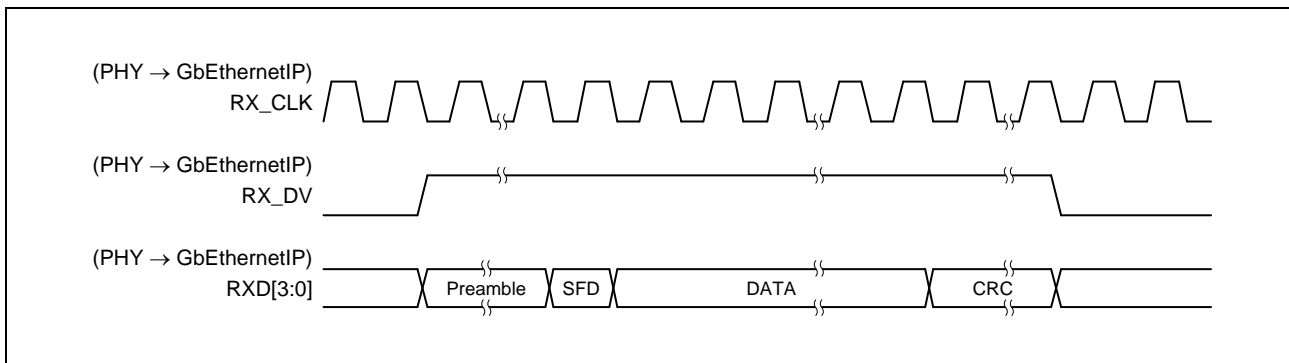 (PHY → GbEthernetIP)
RX_CLK
(PHY → GbEthernetIP)
RX_DV
(PHY → GbEthernetIP)
RXD[3:0]
Preamble SFD DATA CRC